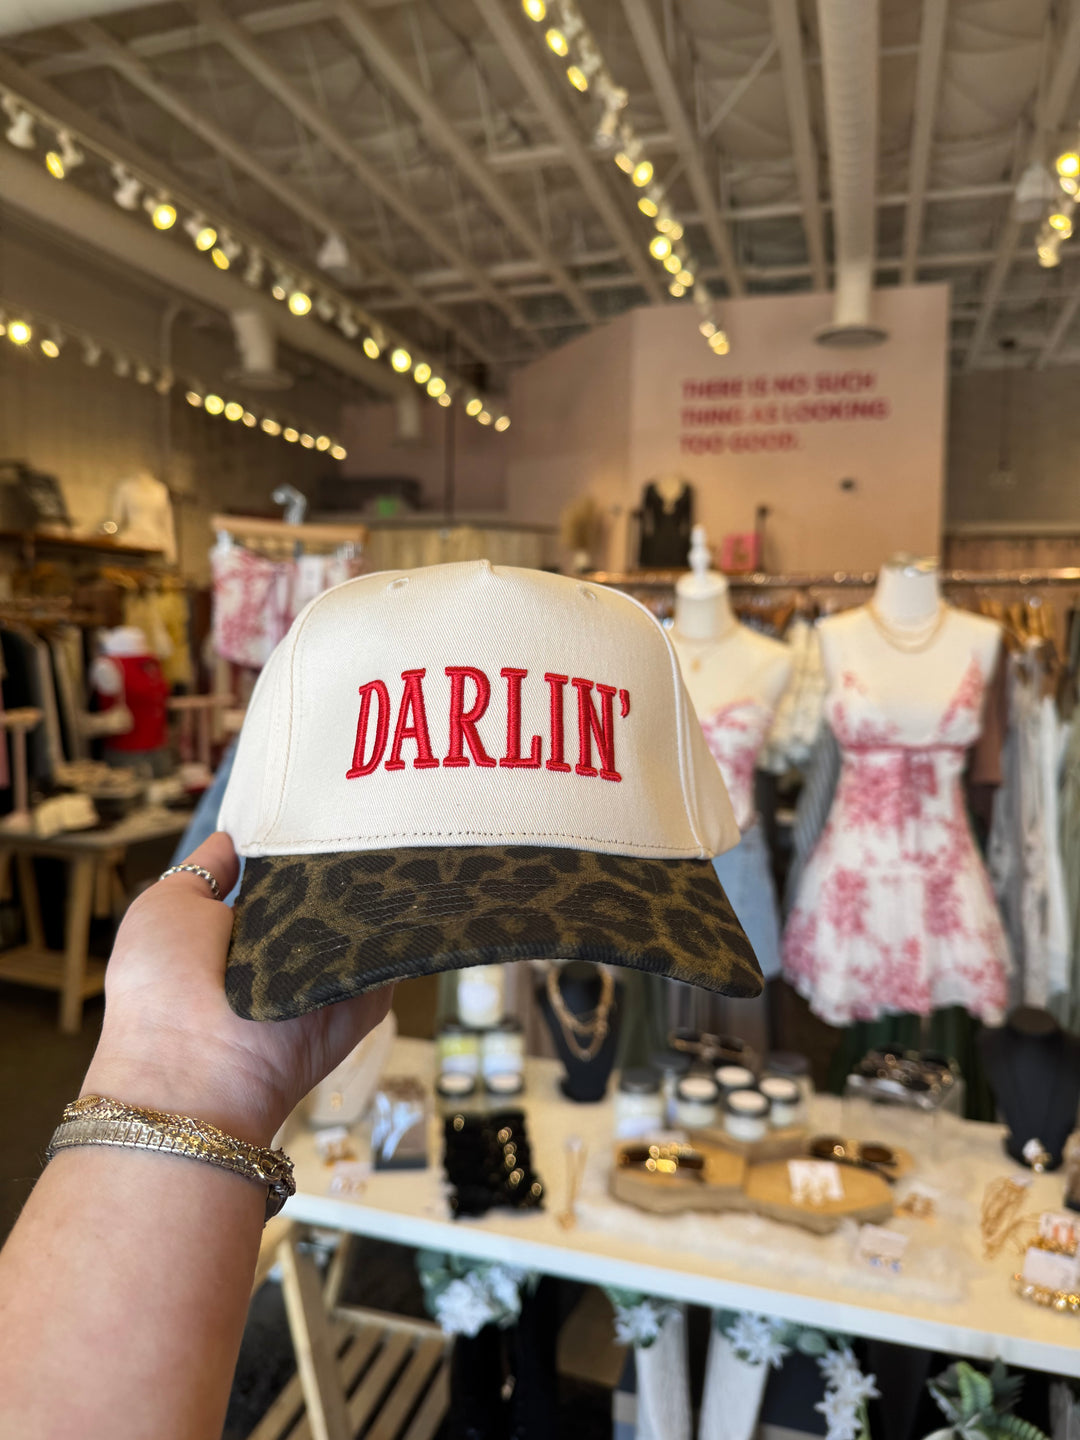 THERE IS NO SUCH
THING AS LOOKING
TOO GOOD.
DARLIN'